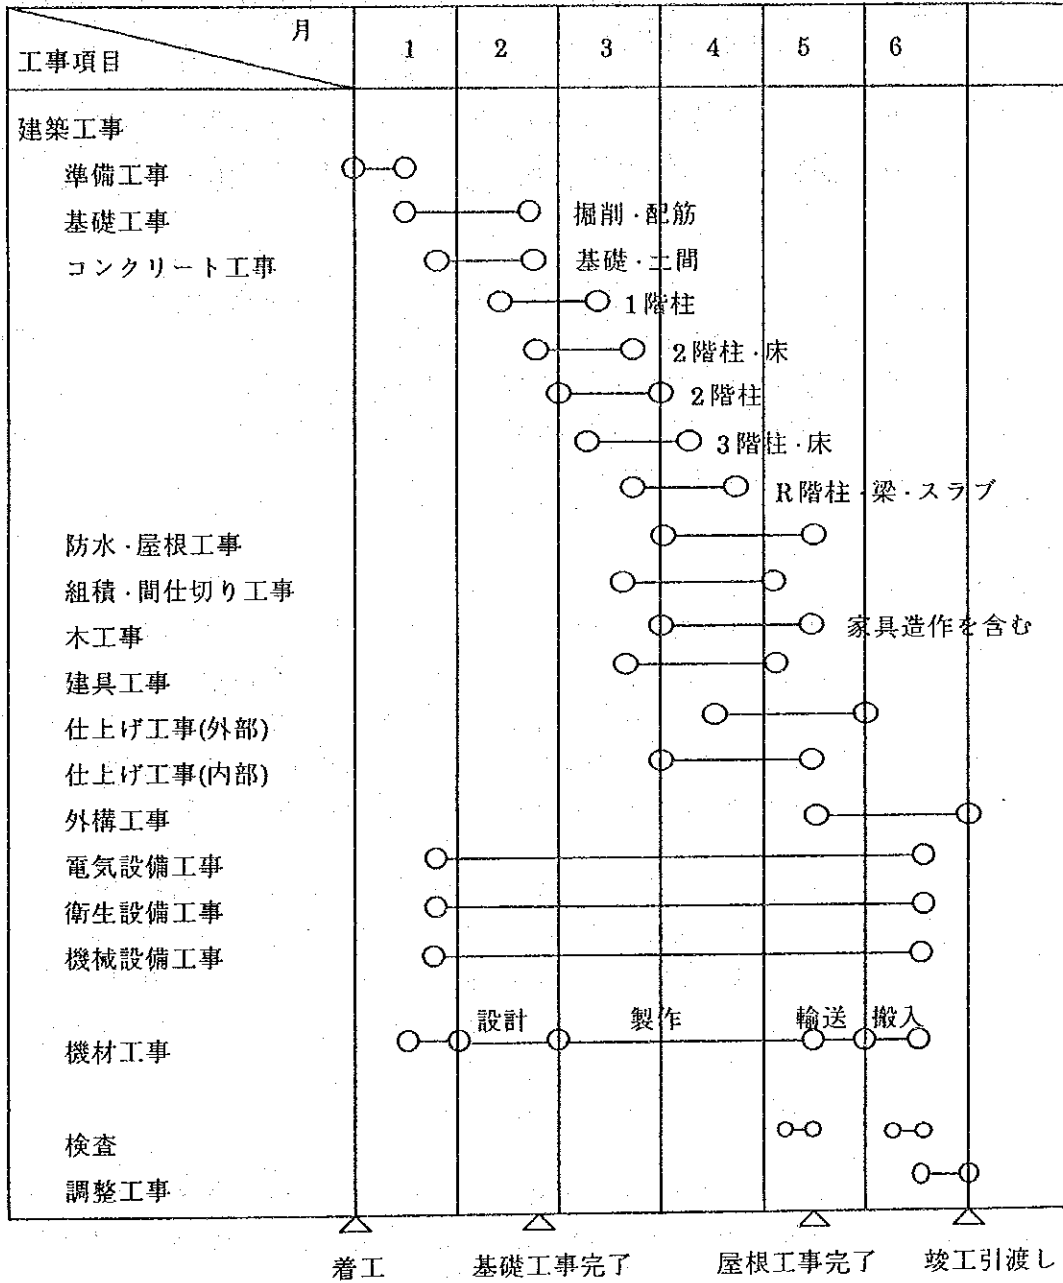 月
工事項目
1 2 3 4 5 6
建築工事
準備工事
基礎工事 掘削・配筋
コンクリート工事 基礎・土間
1階柱
2階柱・床
2階柱
3階柱・床
R階柱・梁・スラブ
防水・屋根工事
組積・間仕切り工事
木工事 家具造作を含む
建具工事
仕上げ工事(外部)
仕上げ工事(内部)
外構工事
電気設備工事
衛生設備工事
機械設備工事
設計 製作 輸送 搬入
機材工事
検査
調整工事
着工 基礎工事完了 屋根工事完了 竣工引渡し